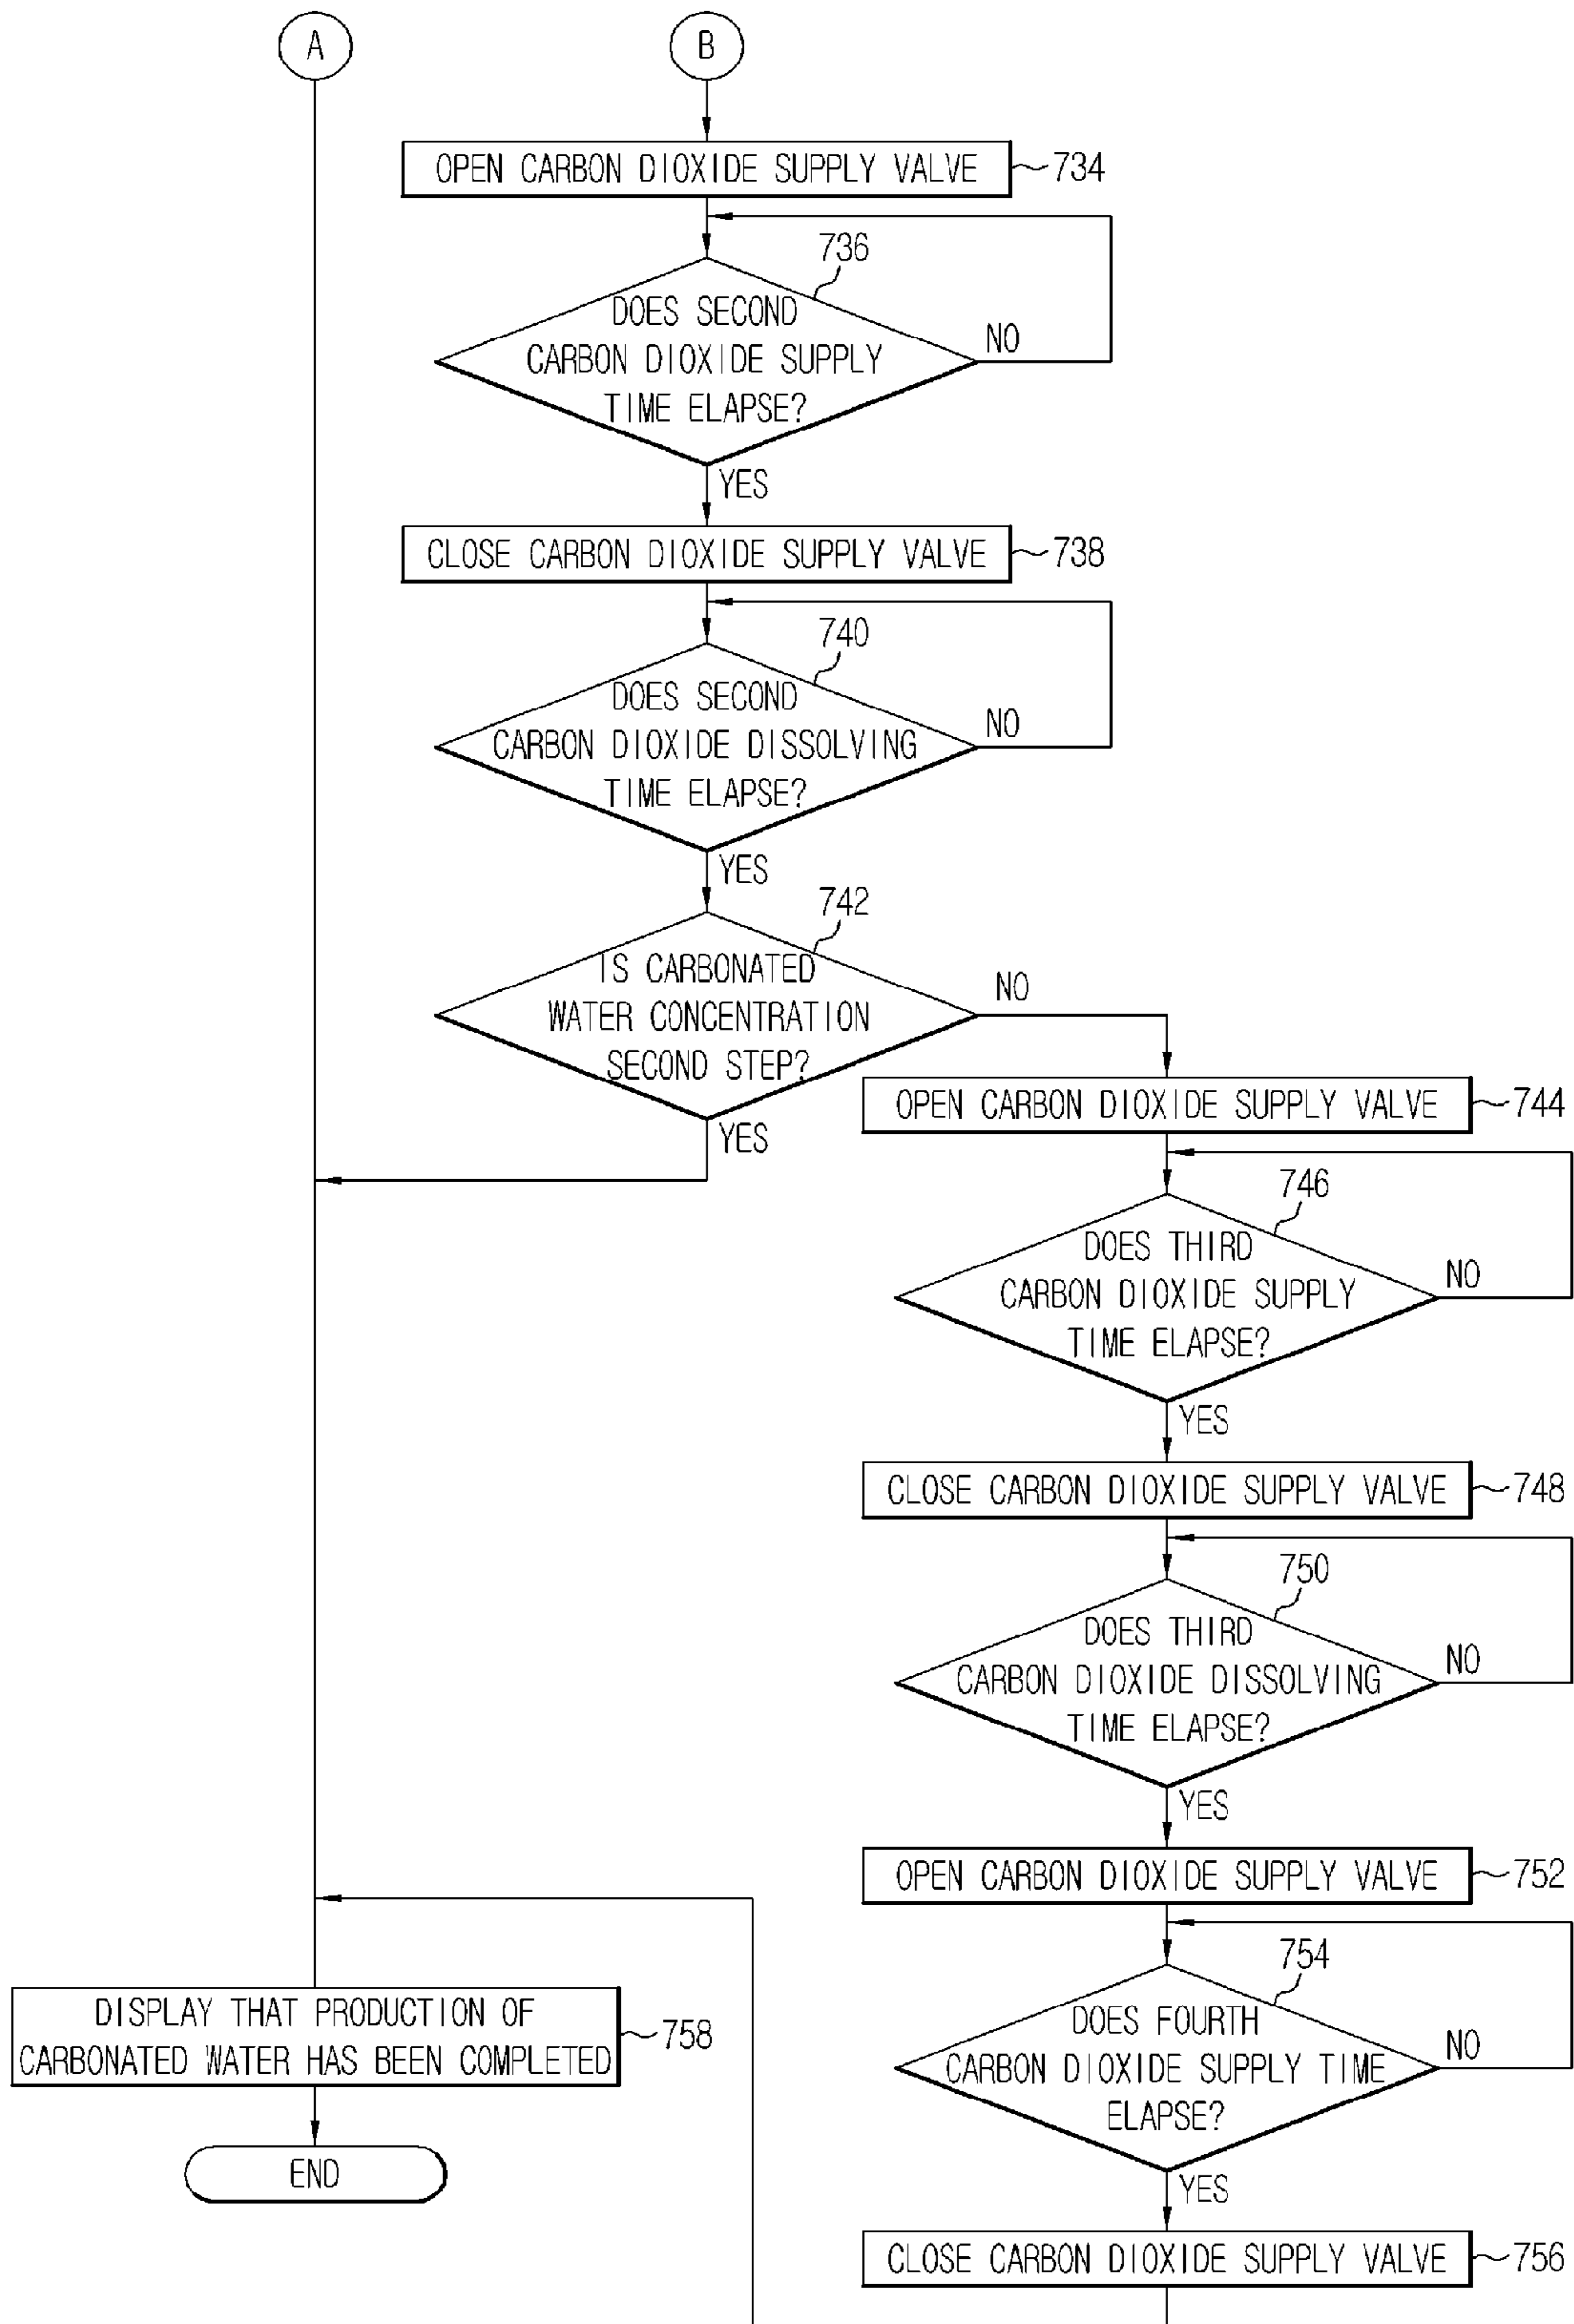 A
B
OPEN CARBON DIOXIDE SUPPLY VALVE
734
736
DOES SECOND
CARBON DIOXIDE SUPPLY
TIME ELAPSE?
NO
YES
CLOSE CARBON DIOXIDE SUPPLY VALVE
738
740
DOES SECOND
CARBON DIOXIDE DISSOLVING
TIME ELAPSE?
NO
YES
742
IS CARBONATED
WATER CONCENTRATION
SECOND STEP?
NO
YES
OPEN CARBON DIOXIDE SUPPLY VALVE
744
746
DOES THIRD
CARBON DIOXIDE SUPPLY
TIME ELAPSE?
NO
YES
CLOSE CARBON DIOXIDE SUPPLY VALVE
748
750
DOES THIRD
CARBON DIOXIDE DISSOLVING
TIME ELAPSE?
NO
YES
OPEN CARBON DIOXIDE SUPPLY VALVE
752
754
DOES FOURTH
CARBON DIOXIDE SUPPLY TIME
ELAPSE?
NO
YES
CLOSE CARBON DIOXIDE SUPPLY VALVE
756
DISPLAY THAT PRODUCTION OF
CARBONATED WATER HAS BEEN COMPLETED
758
END